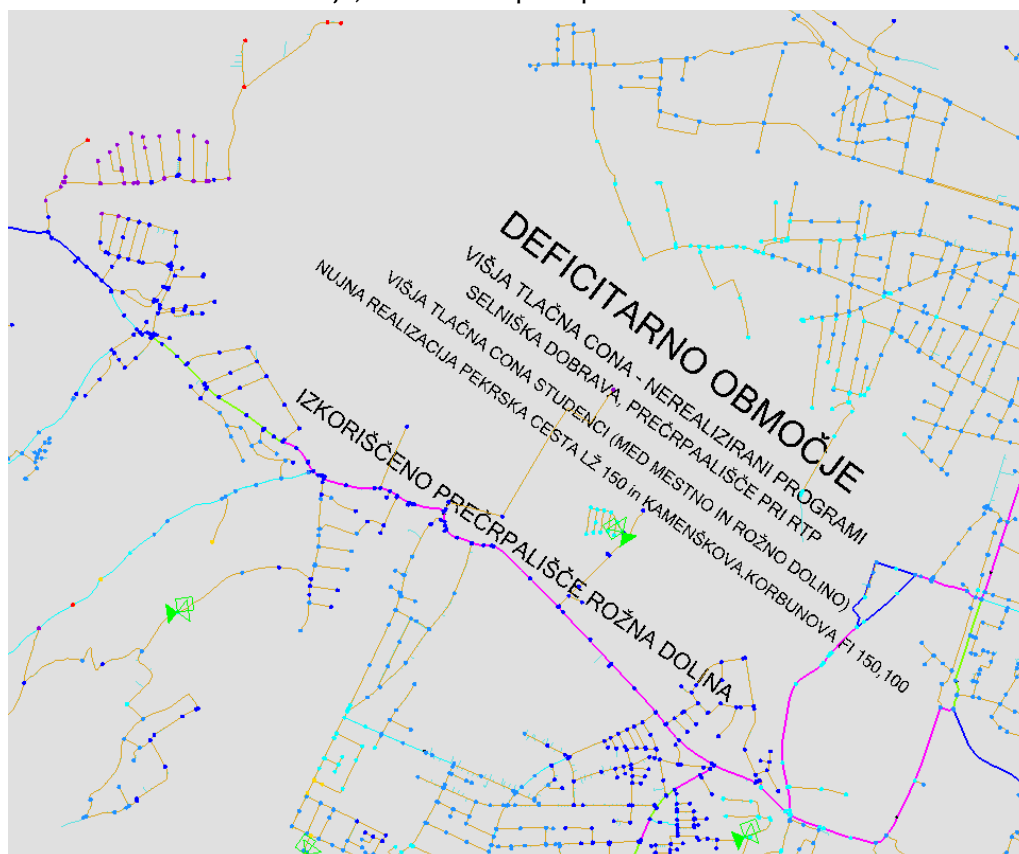 DEFICITARNO OBMOČJE
VIŠJA TLAČNA CONA - NEREALIZIRANI PROGRAMI
SELNIŠKA DOBRAVA, PREČRPAALIŠČE PRI RTP
VIŠJA TLAČNA CONA STUDENCI (MED MESTNO IN ROŽNO DOLINO)
NUJNA REALIZACIJA PEKRSKA CESTA LŽ 150 in KAMENŠKOVA,KORBUNOVA FI 150,100
IZKORIŠČENO PREČRPALIŠČE ROŽNA DOLINA